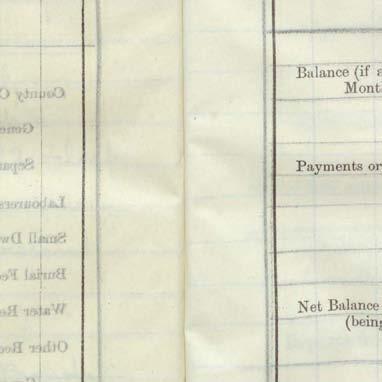 County C
Gene
Sepa
Labourers
Small Dw
Burial Fe
Water Re
Other Rec
Balance (if a
Month
Payments or
Net Balance
(being